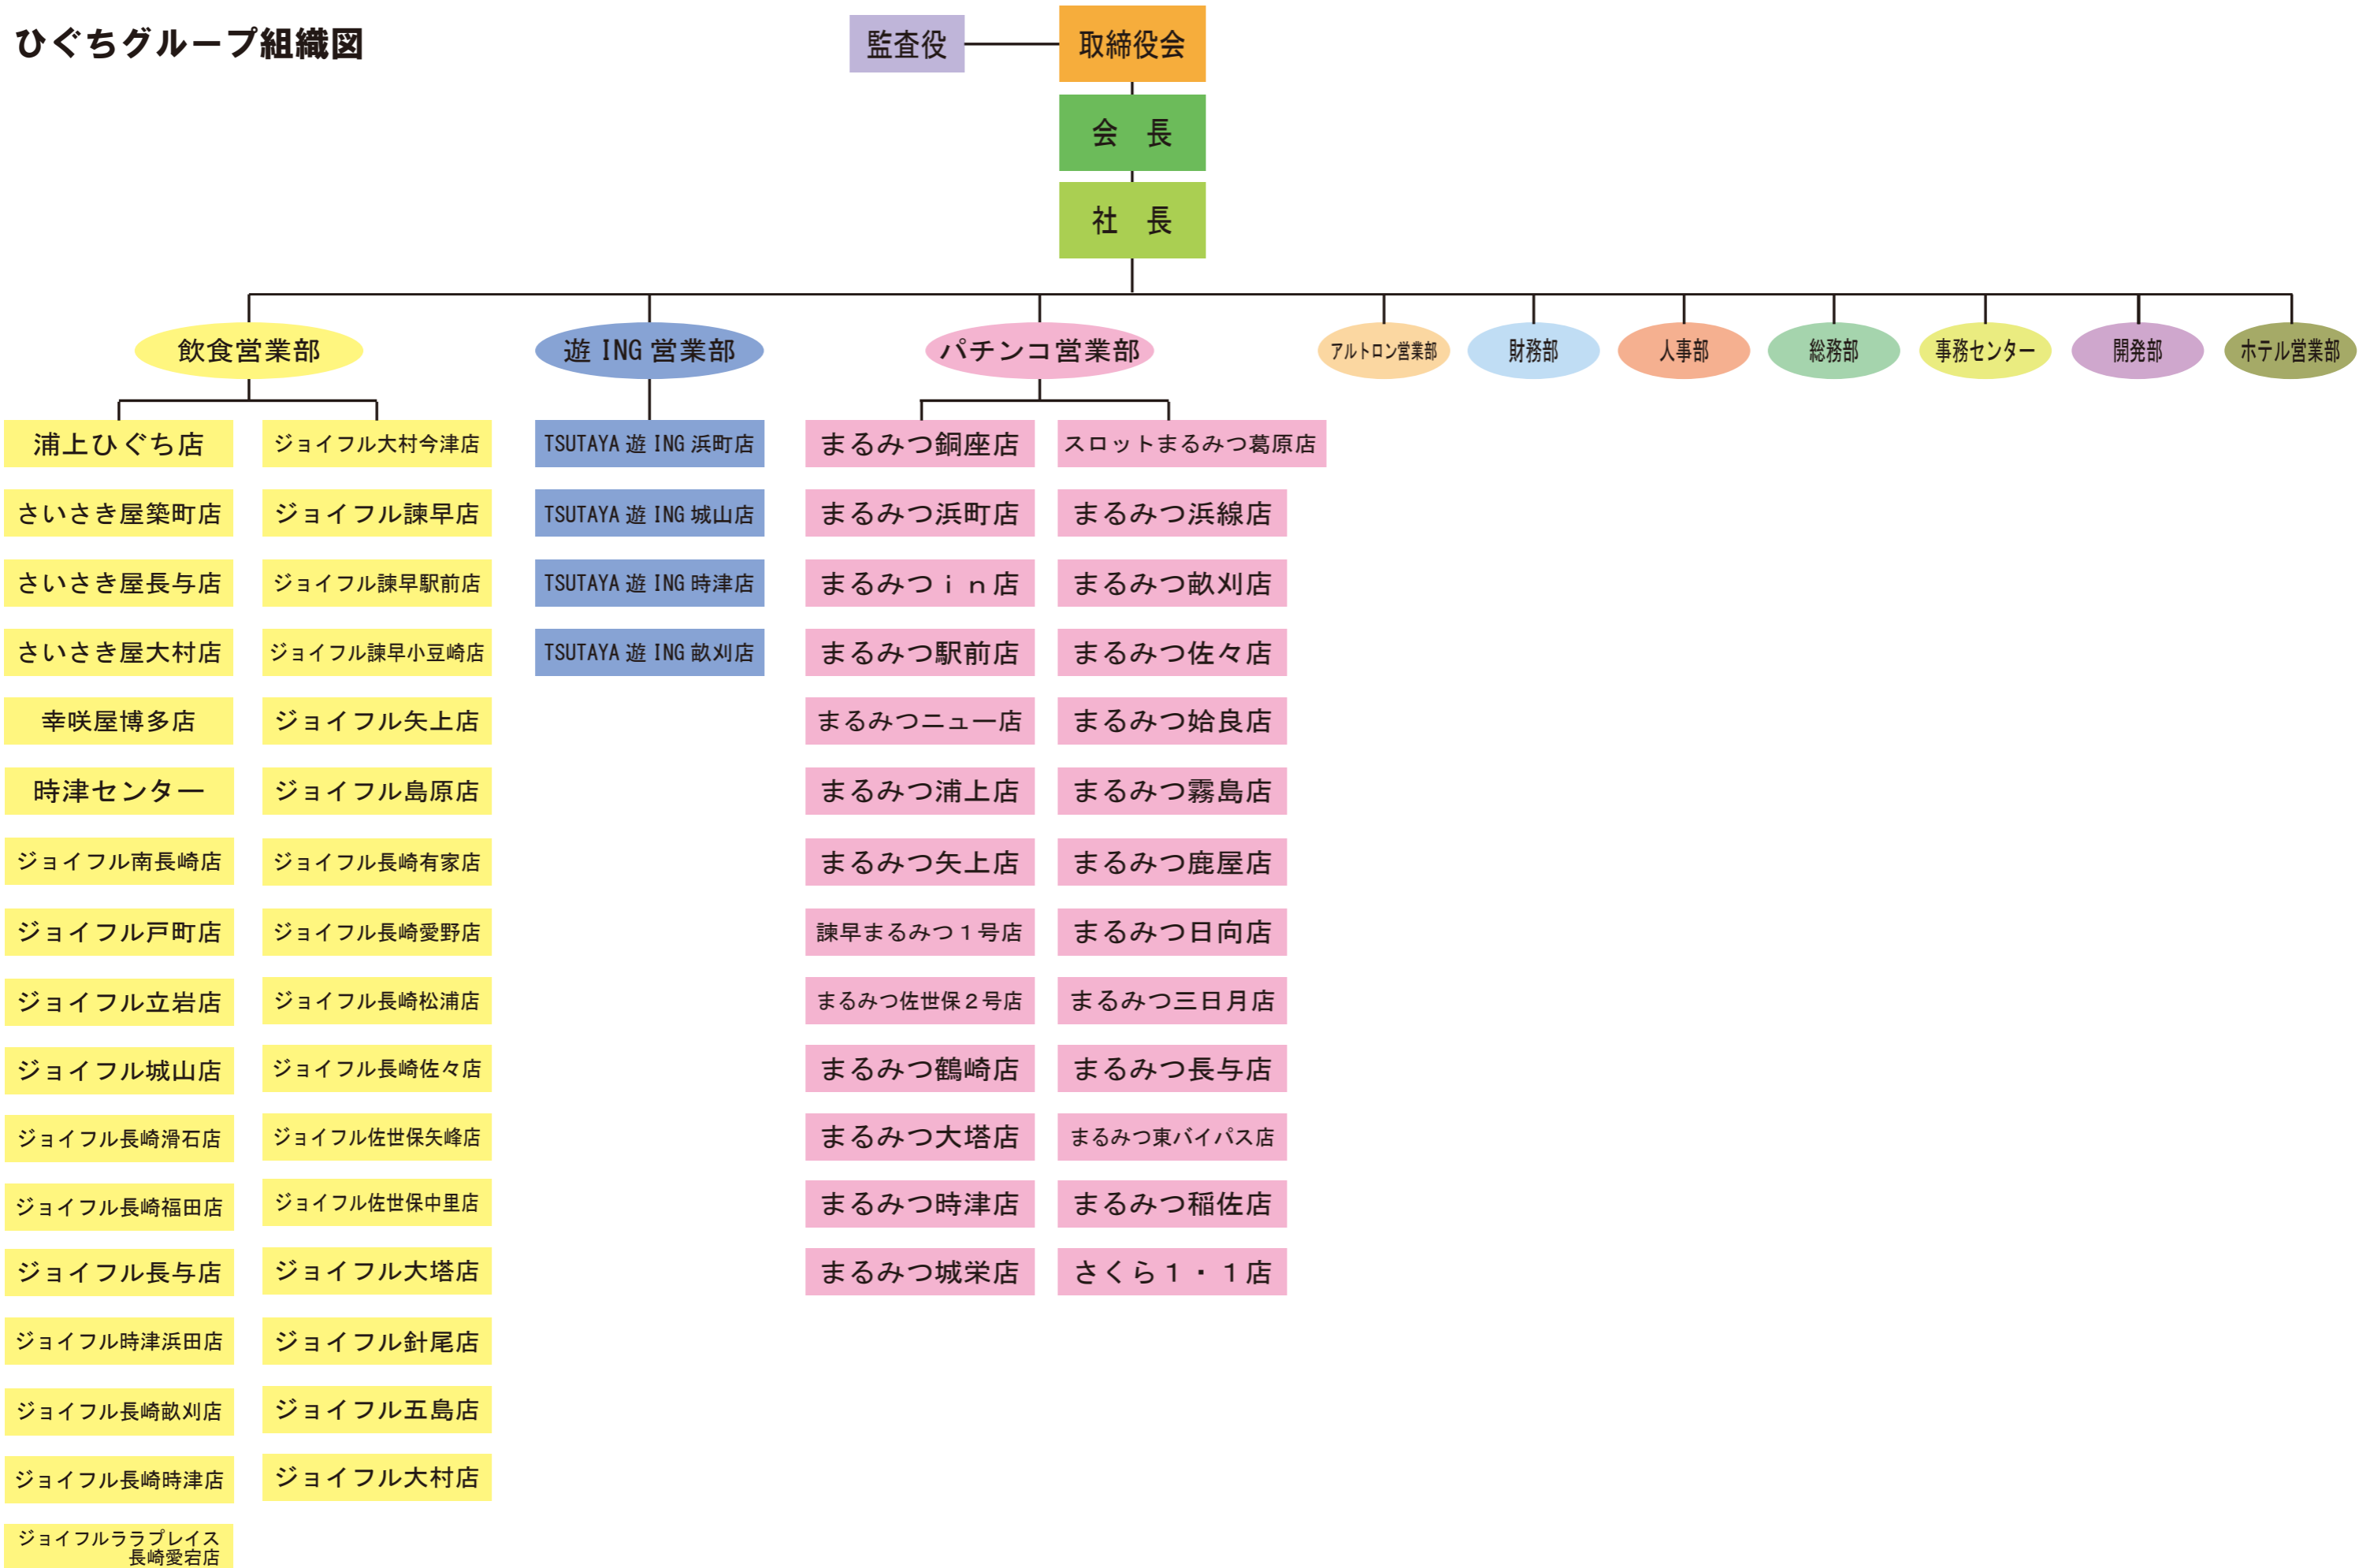 ひぐちグループ組織図
監査役
取締役会
会　長
社　長
飲食営業部
遊 ING 営業部
パチンコ営業部
アルトロン営業部
財務部
人事部
総務部
事務センター
開発部
ホテル営業部
浦上ひぐち店
さいさき屋築町店
さいさき屋長与店
さいさき屋大村店
幸咲屋博多店
時津センター
ジョイフル南長崎店
ジョイフル戸町店
ジョイフル立岩店
ジョイフル城山店
ジョイフル長崎滑石店
ジョイフル長崎福田店
ジョイフル長与店
ジョイフル時津浜田店
ジョイフル長崎畝刈店
ジョイフル長崎時津店
ジョイフルララプレイス
長崎愛宕店
ジョイフル大村今津店
ジョイフル諫早店
ジョイフル諫早駅前店
ジョイフル諫早小豆崎店
ジョイフル矢上店
ジョイフル島原店
ジョイフル長崎有家店
ジョイフル長崎愛野店
ジョイフル長崎松浦店
ジョイフル長崎佐々店
ジョイフル佐世保矢峰店
ジョイフル佐世保中里店
ジョイフル大塔店
ジョイフル針尾店
ジョイフル五島店
ジョイフル大村店
TSUTAYA 遊 ING 浜町店
TSUTAYA 遊 ING 城山店
TSUTAYA 遊 ING 時津店
TSUTAYA 遊 ING 畝刈店
まるみつ銅座店
まるみつ浜町店
まるみつｉｎ店
まるみつ駅前店
まるみつニュー店
まるみつ浦上店
まるみつ矢上店
諫早まるみつ１号店
まるみつ佐世保２号店
まるみつ鶴崎店
まるみつ大塔店
まるみつ時津店
まるみつ城栄店
スロットまるみつ葛原店
まるみつ浜線店
まるみつ畝刈店
まるみつ佐々店
まるみつ姶良店
まるみつ霧島店
まるみつ鹿屋店
まるみつ日向店
まるみつ三日月店
まるみつ長与店
まるみつ東バイパス店
まるみつ稲佐店
さくら１・１店